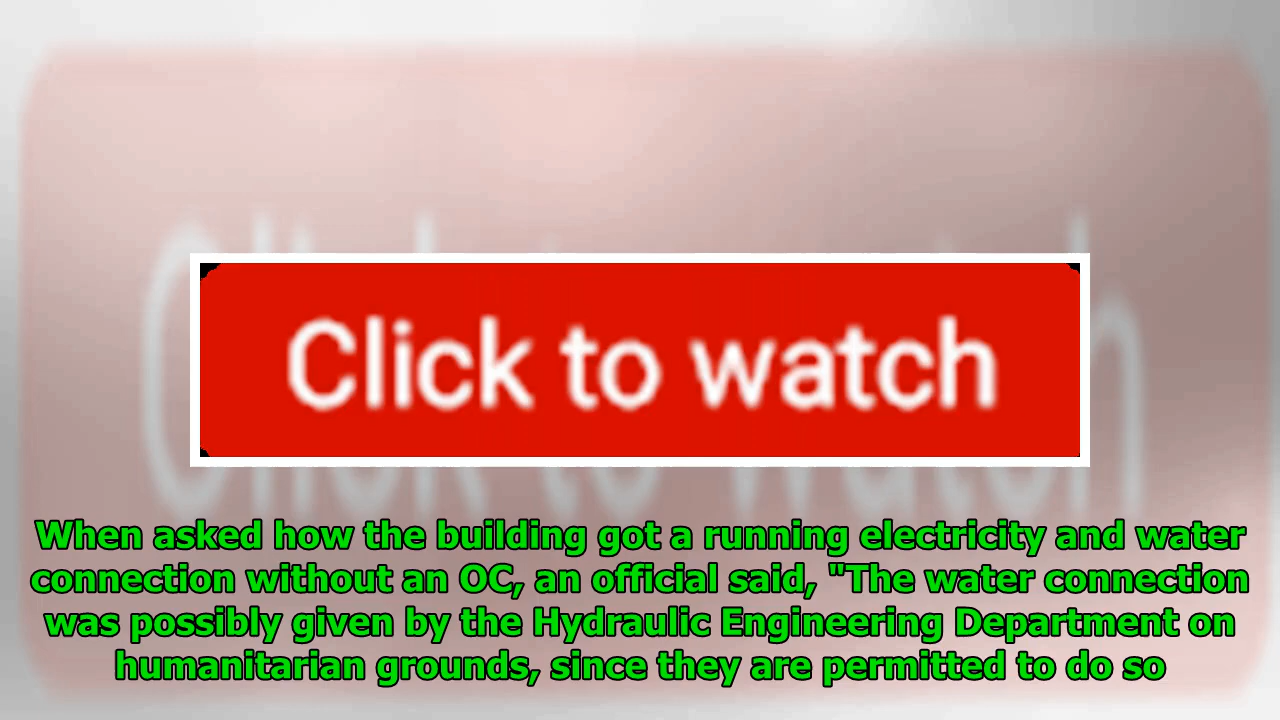 Click to watch
When asked how the building got a running electricity and water
connection without an OC, an official said, "The water connection
was possibly given by the Hydraulic Engineering Department on
humanitarian grounds, since they are permitted to do so